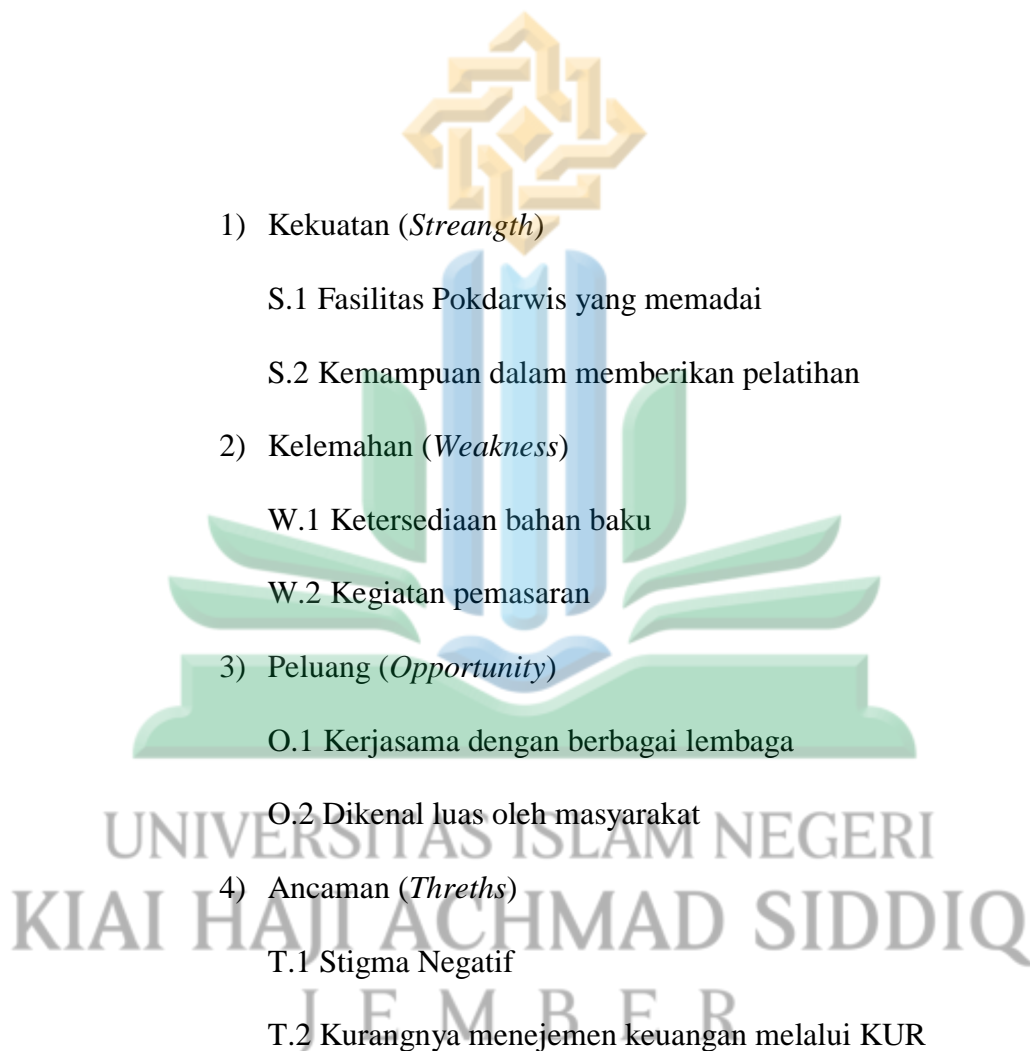 1) Kekuatan (Streangth)
S.1 Fasilitas Pokdarwis yang memadai
S.2 Kemampuan dalam memberikan pelatihan
2) Kelemahan (Weakness)
W.1 Ketersediaan bahan baku
W.2 Kegiatan pemasaran
3) Peluang (Opportunity)
O.1 Kerjasama dengan berbagai lembaga
O.2 Dikenal luas oleh masyarakat
UNIVERSITAS ISLAM NEGERI
4) Ancaman (Threths)
KIAI HAJI ACHMAD SIDDIQ
T.1 Stigma Negatif
J E M B E R
T.2 Kurangnya menejemen keuangan melalui KUR